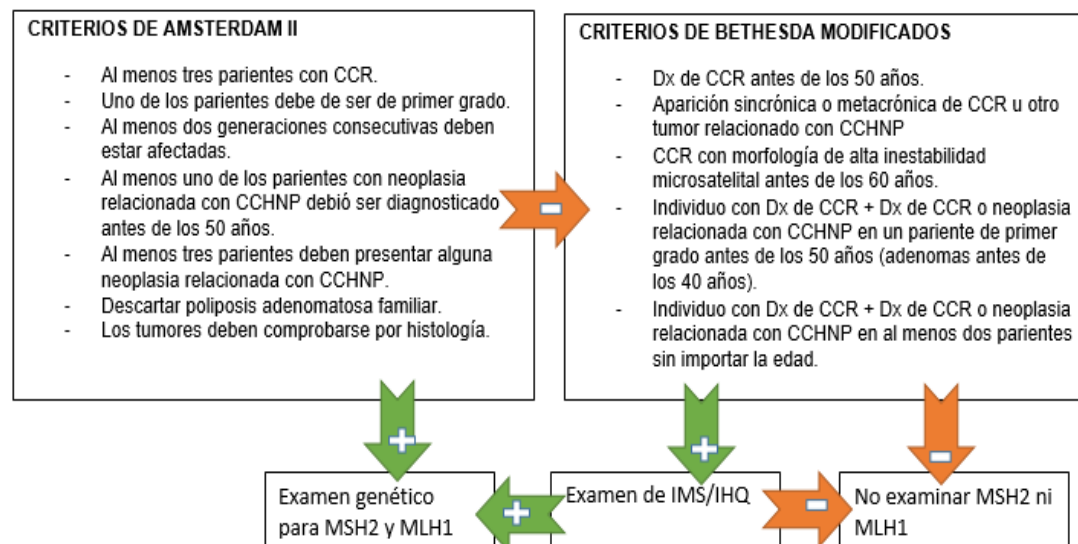 CRITERIOS DE AMSTERDAM II
- Al menos tres parientes con CCR.
- Uno de los parientes debe de ser de primer grado.
- Al menos dos generaciones consecutivas deben
estar afectadas.
- Al menos uno de los parientes con neoplasia
relacionada con CCHNP debió ser diagnosticado
antes de los 50 años.
- Al menos tres parientes deben presentar alguna
neoplasia relacionada con CCHNP.
- Descartar poliposis adenomatosa familiar.
- Los tumores deben comprobarse por histología.
CRITERIOS DE BETHESDA MODIFICADOS
- Dx de CCR antes de los 50 años.
- Aparición sincrónica o metacrónica de CCR u otro
tumor relacionado con CCHNP
- CCR con morfología de alta inestabilidad
microsatelital antes de los 60 años.
- Individuo con Dx de CCR + Dx de CCR o neoplasia
relacionada con CCHNP en un pariente de primer
grado antes de los 50 años (adenomas antes de
los 40 años).
- Individuo con Dx de CCR + Dx de CCR o neoplasia
relacionada con CCHNP en al menos dos parientes
sin importar la edad.
Examen genético
para MSH2 y MLH1
Examen de IMS/IHQ
No examinar MSH2 ni
MLH1